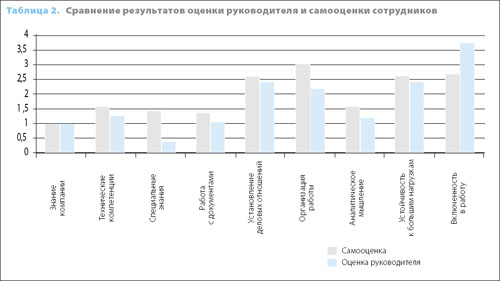 Таблица 2. Сравнение результатов оценки руководителя и самооценки сотрудников
4
3,5
3
2,5
2
1,5
1
0,5
0
Знание
компании
Технические
компетенции
Специальные
знания
Работа
с документами
Установление
деловых отношений
Организация
работы
Аналитическое
мышление
Устойчивость
к большим нагрузкам
Включенность
в работу
Самооценка
Оценка руководителя